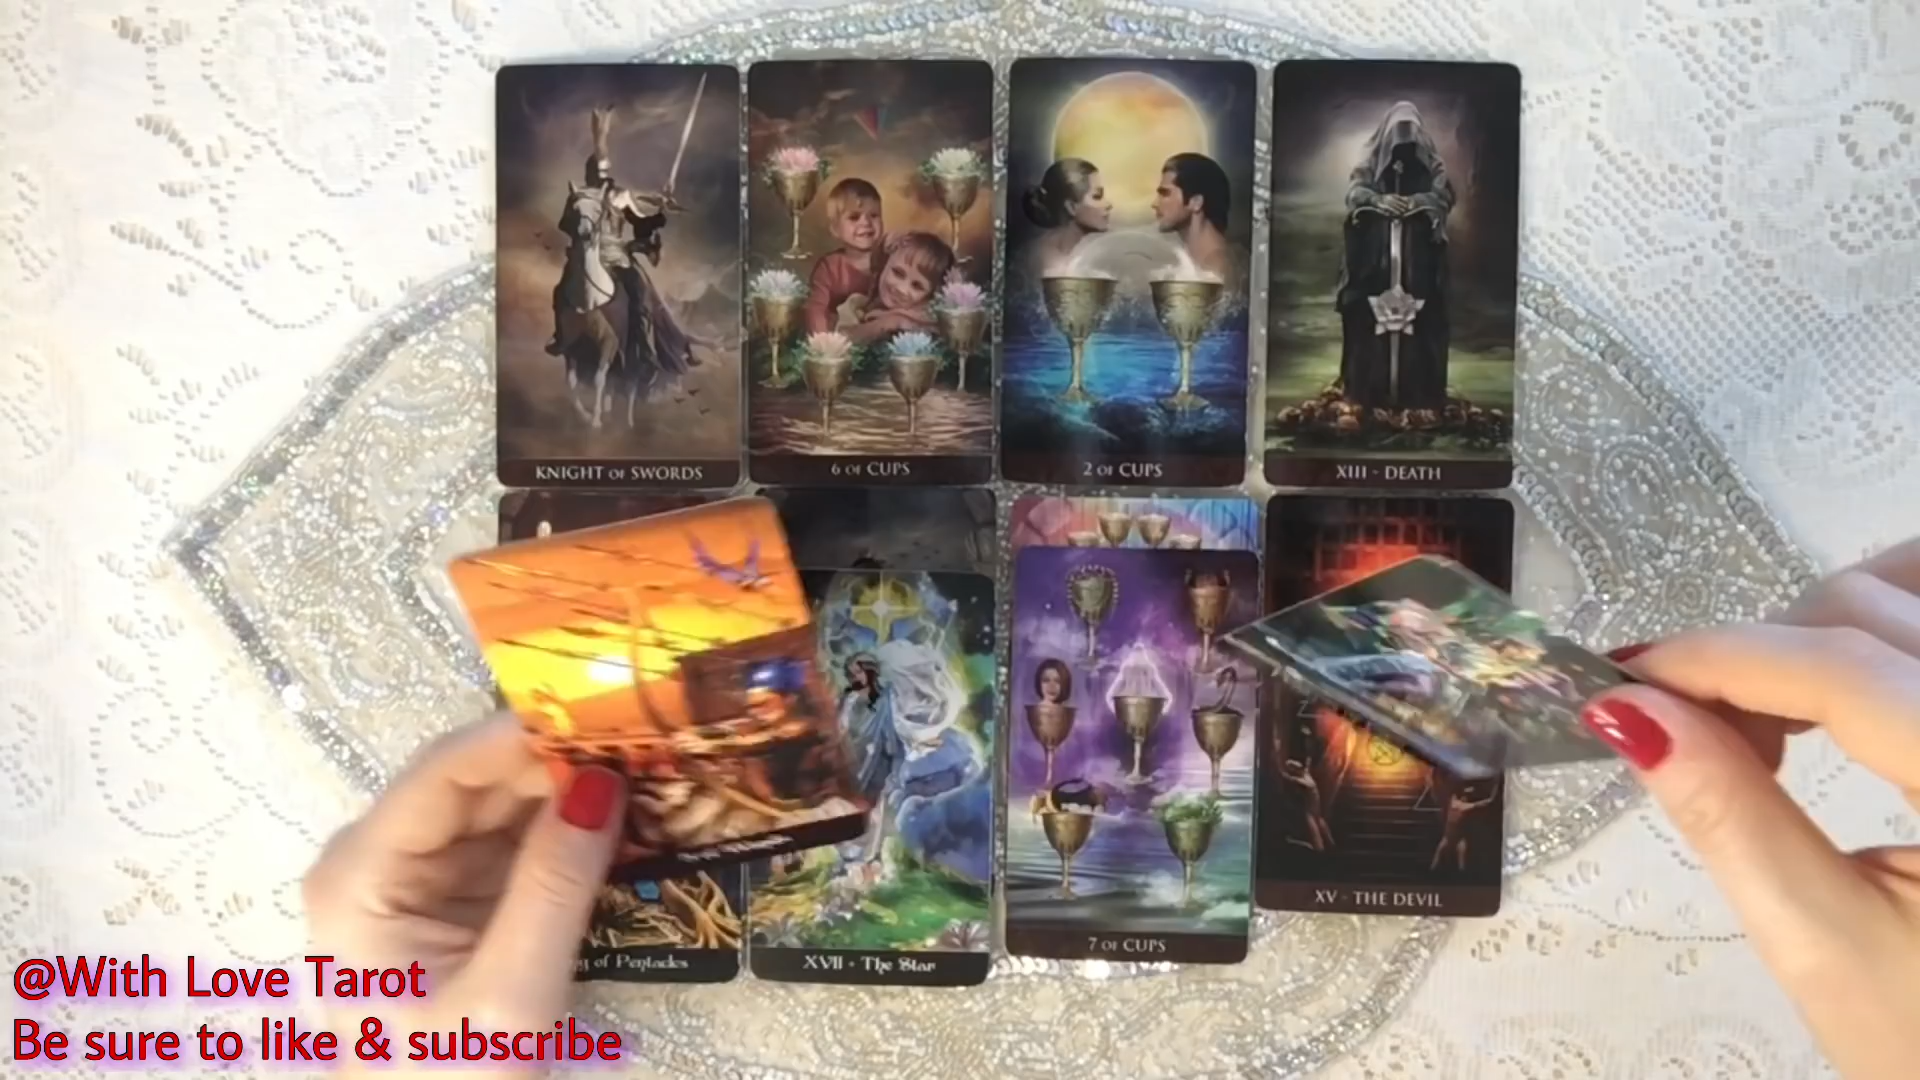 KNIGHT OF SWORDS
6 OF CUPS
2 OF CUPS
XIII - DEATH
of Pentacles
XVII - The Star
7 OF CUPS
XV - THE DEVIL
@With Love Tarot
Be sure to like & subscribe